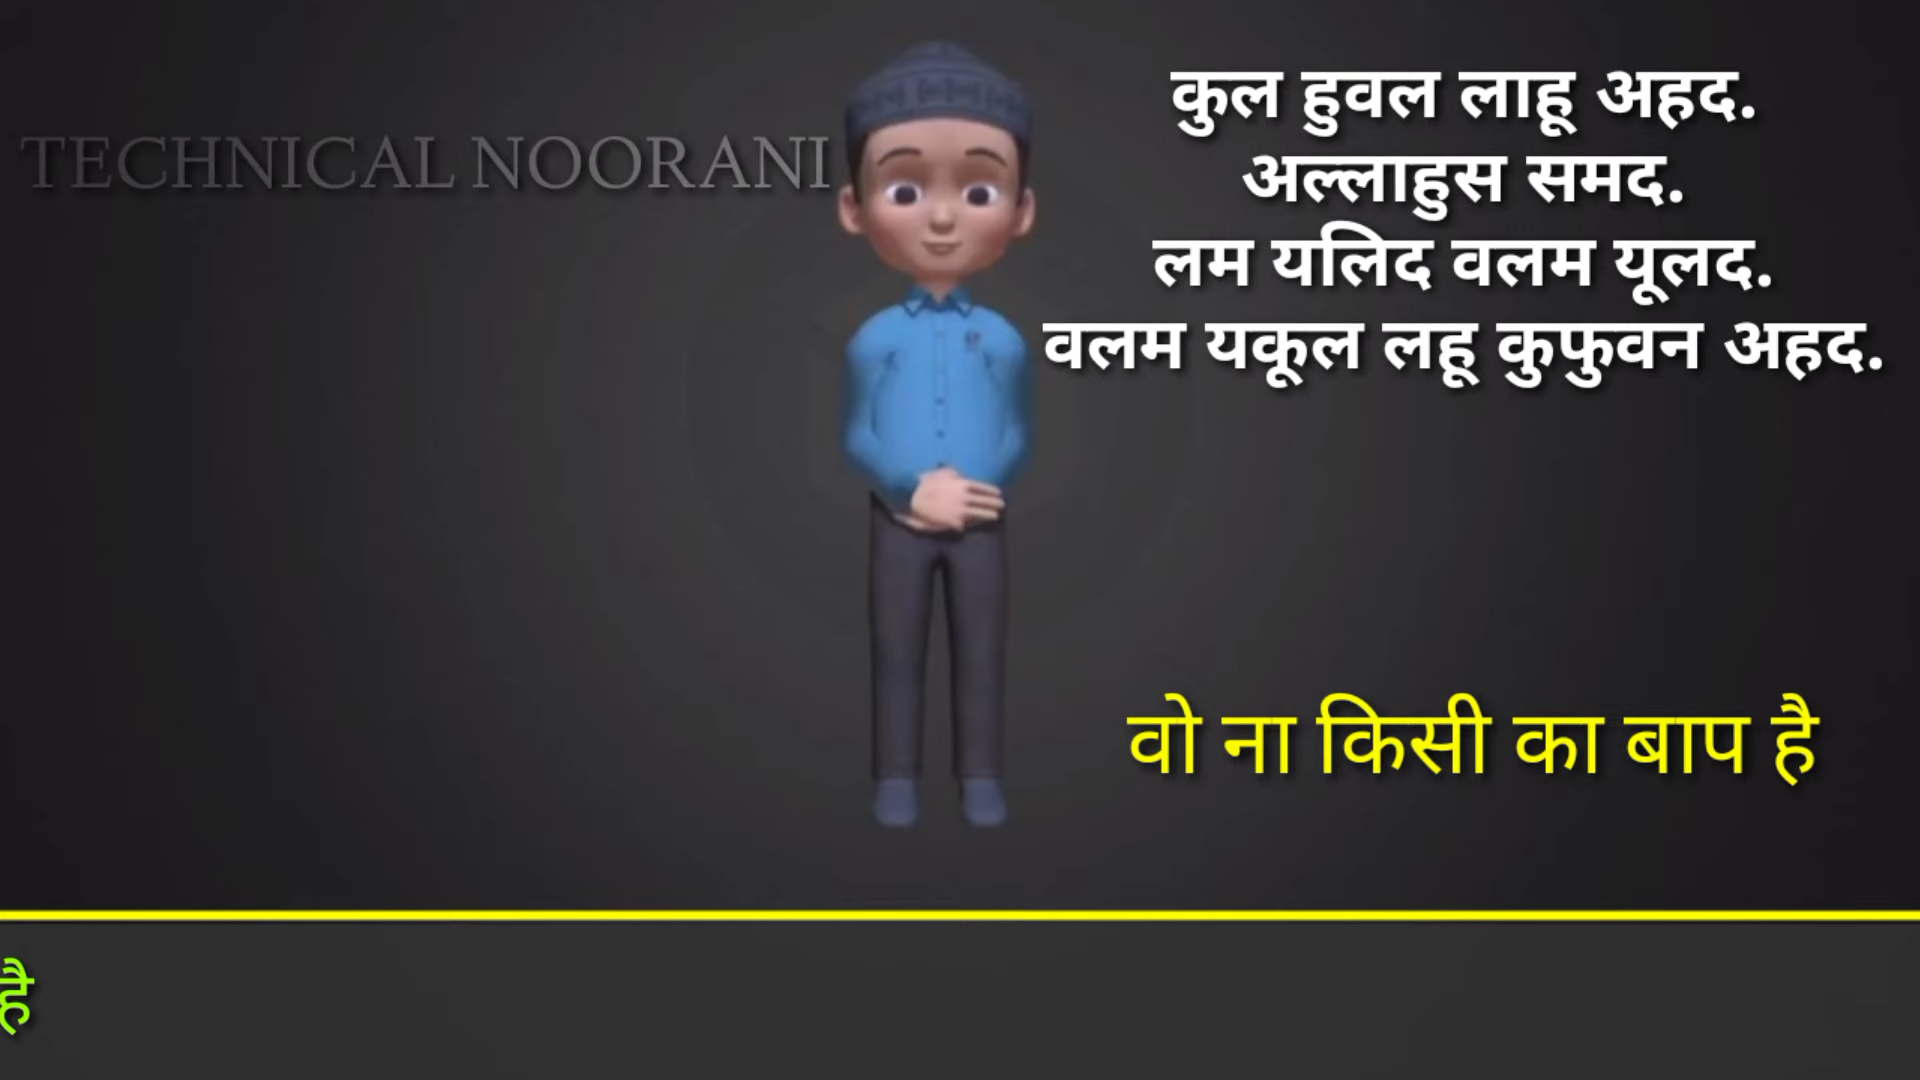 TECHNICAL NOORANI
कुल हुवल लाहू अहद.
अल्लाहुस समद.
लम यलिद वलम यूलद.
वलम यकूल लहू कुफुवन अहद.
वो ना किसी का बाप है
है